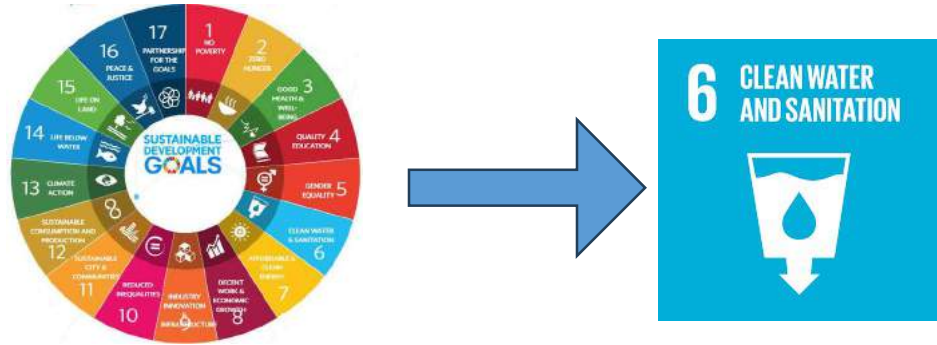 1
NO
POVERTY
2
ZERO
HUNGER
3
GOOD
HEALTH &
WELL-
BEING
QUALITY 4
EDUCATION
GENDER 5
EQUALITY
CLEAN WATER
& SANITATION
6
AFFORDABLE &
CLEAN
ENERGY
7
DECENT
WORK &
ECONOMIC
GROWTH
8
INDUSTRY
INNOVATION
INFRASTRUCTURE
9
REDUCED
INEQUALITIES
10
SUSTAINABLE
CITY &
COMMUNITIES
11
SUSTAINABLE
CONSUMPTION AND
PRODUCTION
12
13 CLIMATE
ACTION
14 LIFE BELOW
WATER
15
LIFE ON
LAND
16
PEACE &
JUSTICE
17
PARTNERSHIP
FOR THE
GOALS
SUSTAINABLE
DEVELOPMENT
GOALS
6 CLEAN WATER
AND SANITATION